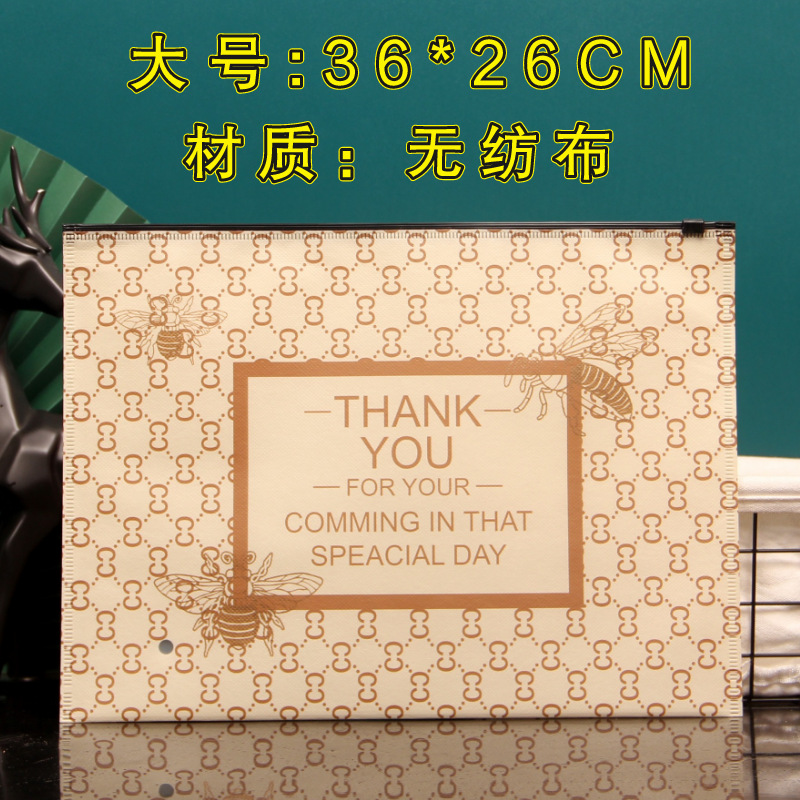 大号:36*26CM
材质：无纺布
THANK
YOU
FOR YOUR
COMMING IN THAT
SPEACIAL DAY